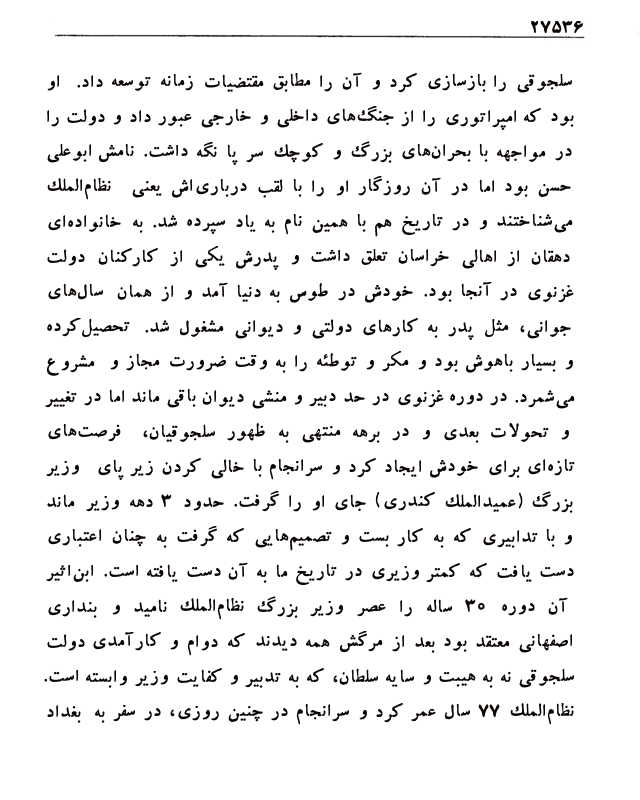 ۲۷۵۳۶
سلجوقی را بازسازی کرد و آن را مطابق مقتضیات زمانه توسعه داد. او
بود که امپراتوری را از جنگ‌های داخلی و خارجی عبور داد و دولت را
در مواجهه با بحران‌های بزرگ و کوچک سر پا نگه داشت. نامش ابوعلی
حسن بود اما در آن روزگار او را با لقب درباری‌اش یعنی نظام‌الملک
می‌شناختند و در تاریخ هم با همین نام به یاد سپرده شد. به خانواده‌ای
دهقان از اهالی خراسان تعلق داشت و پدرش یکی از کارکنان دولت
غزنوی در آنجا بود. خودش در طوس به دنیا آمد و از همان سال‌های
جوانی، مثل پدر به کارهای دولتی و دیوانی مشغول شد. تحصیل‌کرده
و بسیار باهوش بود و مکر و توطئه را به وقت ضرورت مجاز و مشروع
می‌شمرد. در دوره غزنوی در حد دبیر و منشی دیوان باقی ماند اما در تغییر
و تحولات بعدی و در برهه منتهی به ظهور سلجوقیان، فرصت‌های
تازه‌ای برای خودش ایجاد کرد و سرانجام با خالی کردن زیر پای وزیر
بزرگ (عمیدالملک کندری) جای او را گرفت. حدود ۳ دهه وزیر ماند
و با تدابیری که به کار بست و تصمیم‌هایی که گرفت به چنان اعتباری
دست یافت که کمتر وزیری در تاریخ ما به آن دست یافته است. ابن‌اثیر
آن دوره ۳۰ ساله را عصر وزیر بزرگ نظام‌الملک نامید و بنداری
اصفهانی معتقد بود بعد از مرگش همه دیدند که دوام و کارآمدی دولت
سلجوقی نه به هیبت و سایه سلطان، که به تدبیر و کفایت وزیر وابسته است.
نظام‌الملک ۷۷ سال عمر کرد و سرانجام در چنین روزی، در سفر به بغداد